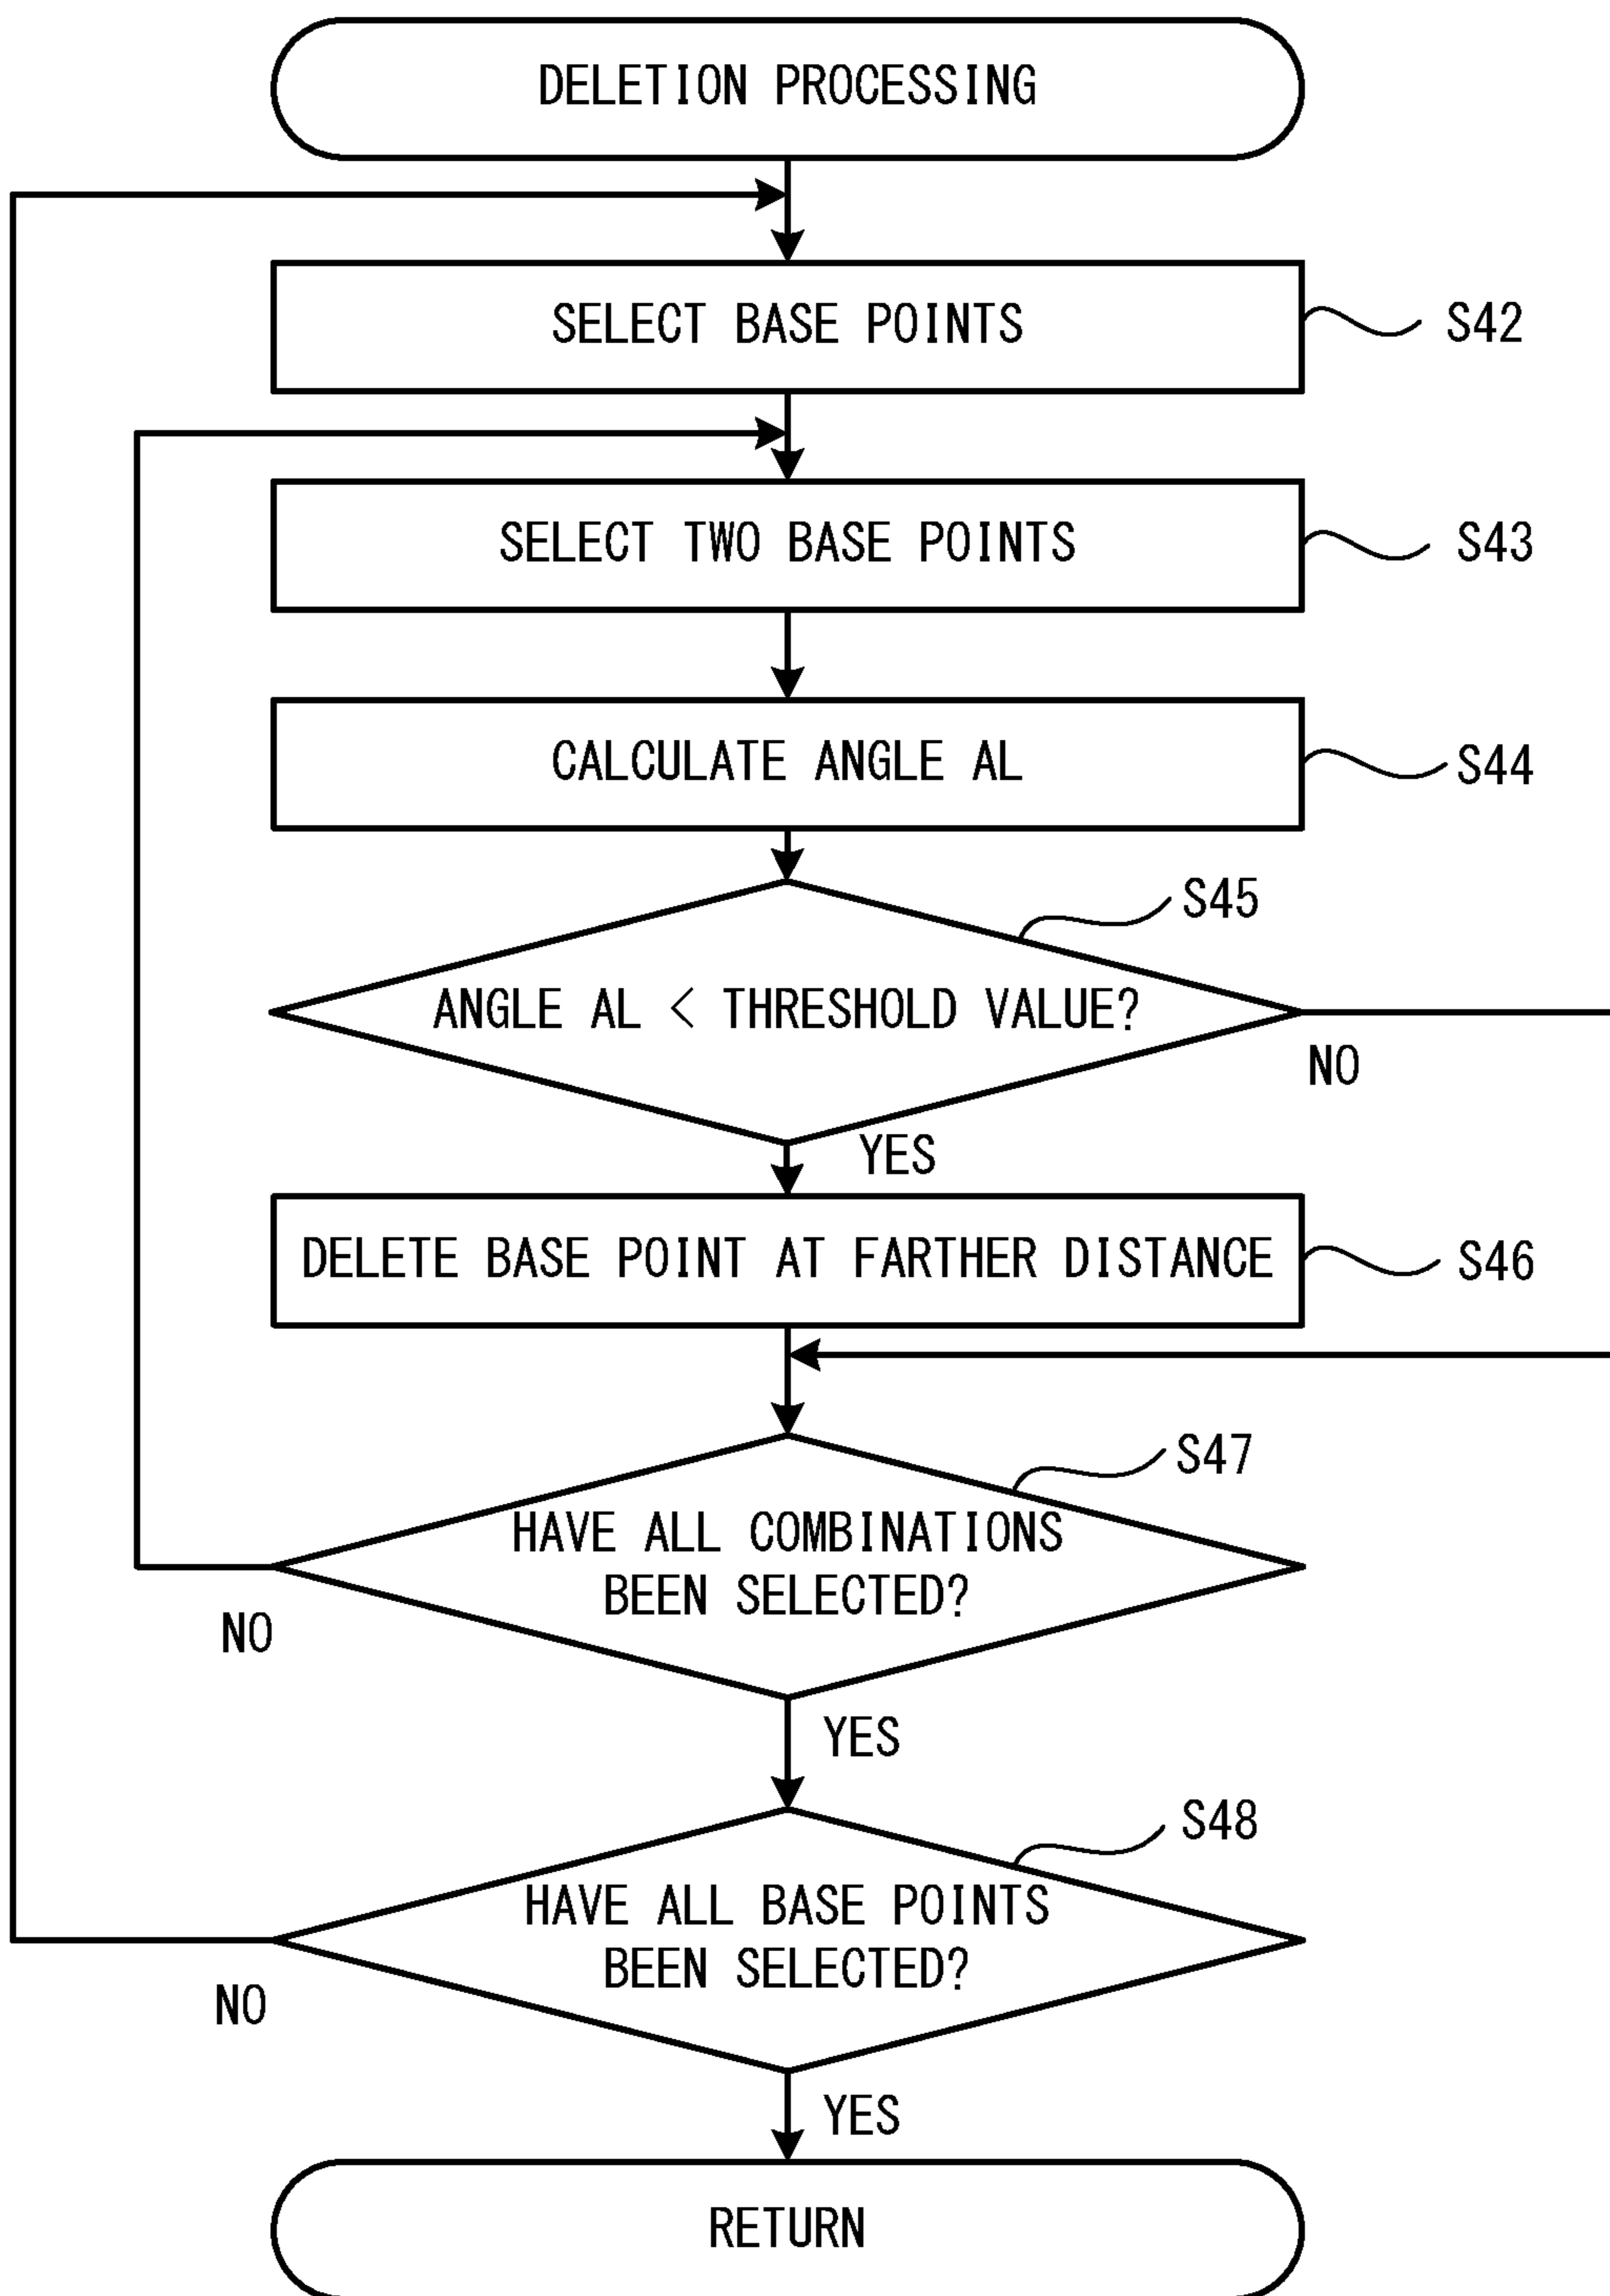 DELETION PROCESSING
SELECT BASE POINTS
S42
SELECT TWO BASE POINTS
S43
CALCULATE ANGLE AL
S44
S45
ANGLE AL < THRESHOLD VALUE?
NO
YES
DELETE BASE POINT AT FARTHER DISTANCE
S46
S47
HAVE ALL COMBINATIONS
BEEN SELECTED?
NO
YES
S48
HAVE ALL BASE POINTS
BEEN SELECTED?
NO
YES
RETURN